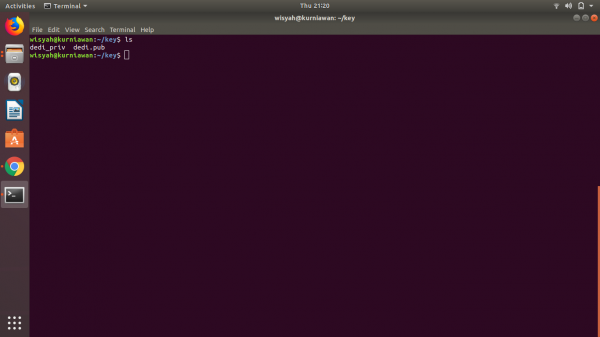 Activities Terminal Thu 21:20
wisyah@kurniawan: ~/key
File Edit View Search Terminal Help
wisyah@kurniawan:~/key$ ls
dedi_priv dedi.pub
wisyah@kurniawan:~/key$